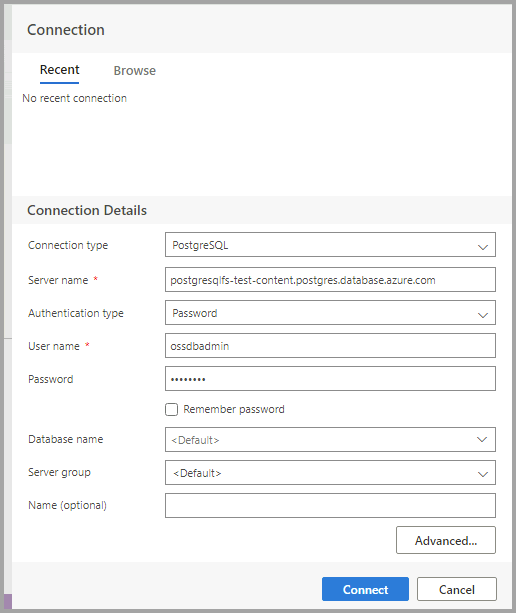 Connection
Recent Browse
No recent connection
Connection Details
Connection type PostgreSQL
Server name * postgresqlfs-test-content.postgres.database.azure.com
Authentication type Password
User name * ossdbadmin
Password ••••••••
Remember password
Database name <Default>
Server group <Default>
Name (optional)
Advanced...
Connect Cancel